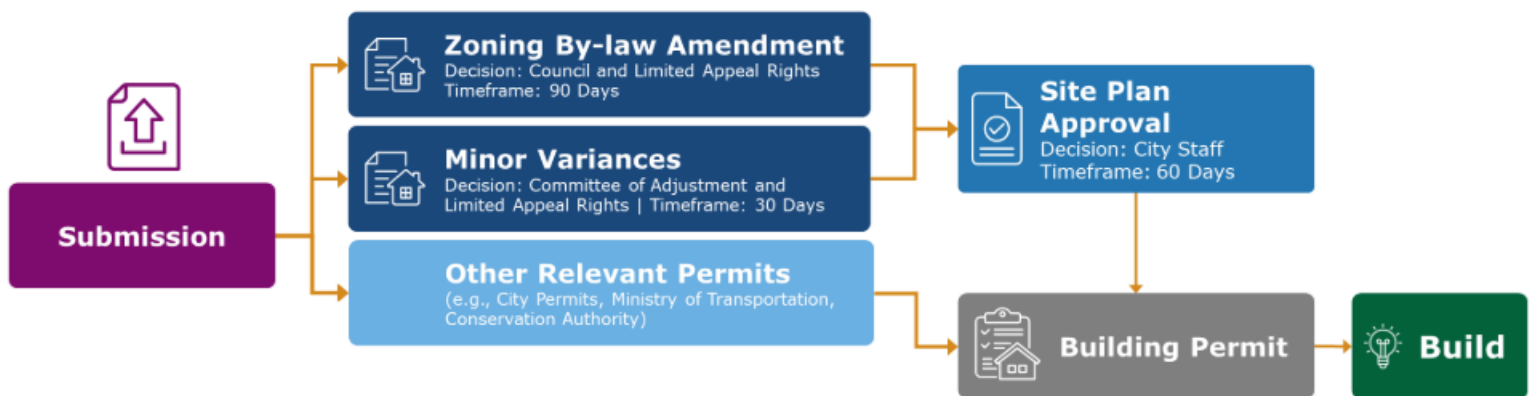 Submission
Zoning By-law Amendment
Decision: Council and Limited Appeal Rights
Timeframe: 90 Days
Minor Variances
Decision: Committee of Adjustment and
Limited Appeal Rights | Timeframe: 30 Days
Other Relevant Permits
(e.g., City Permits, Ministry of Transportation,
Conservation Authority)
Site Plan
Approval
Decision: City Staff
Timeframe: 60 Days
Building Permit
Build